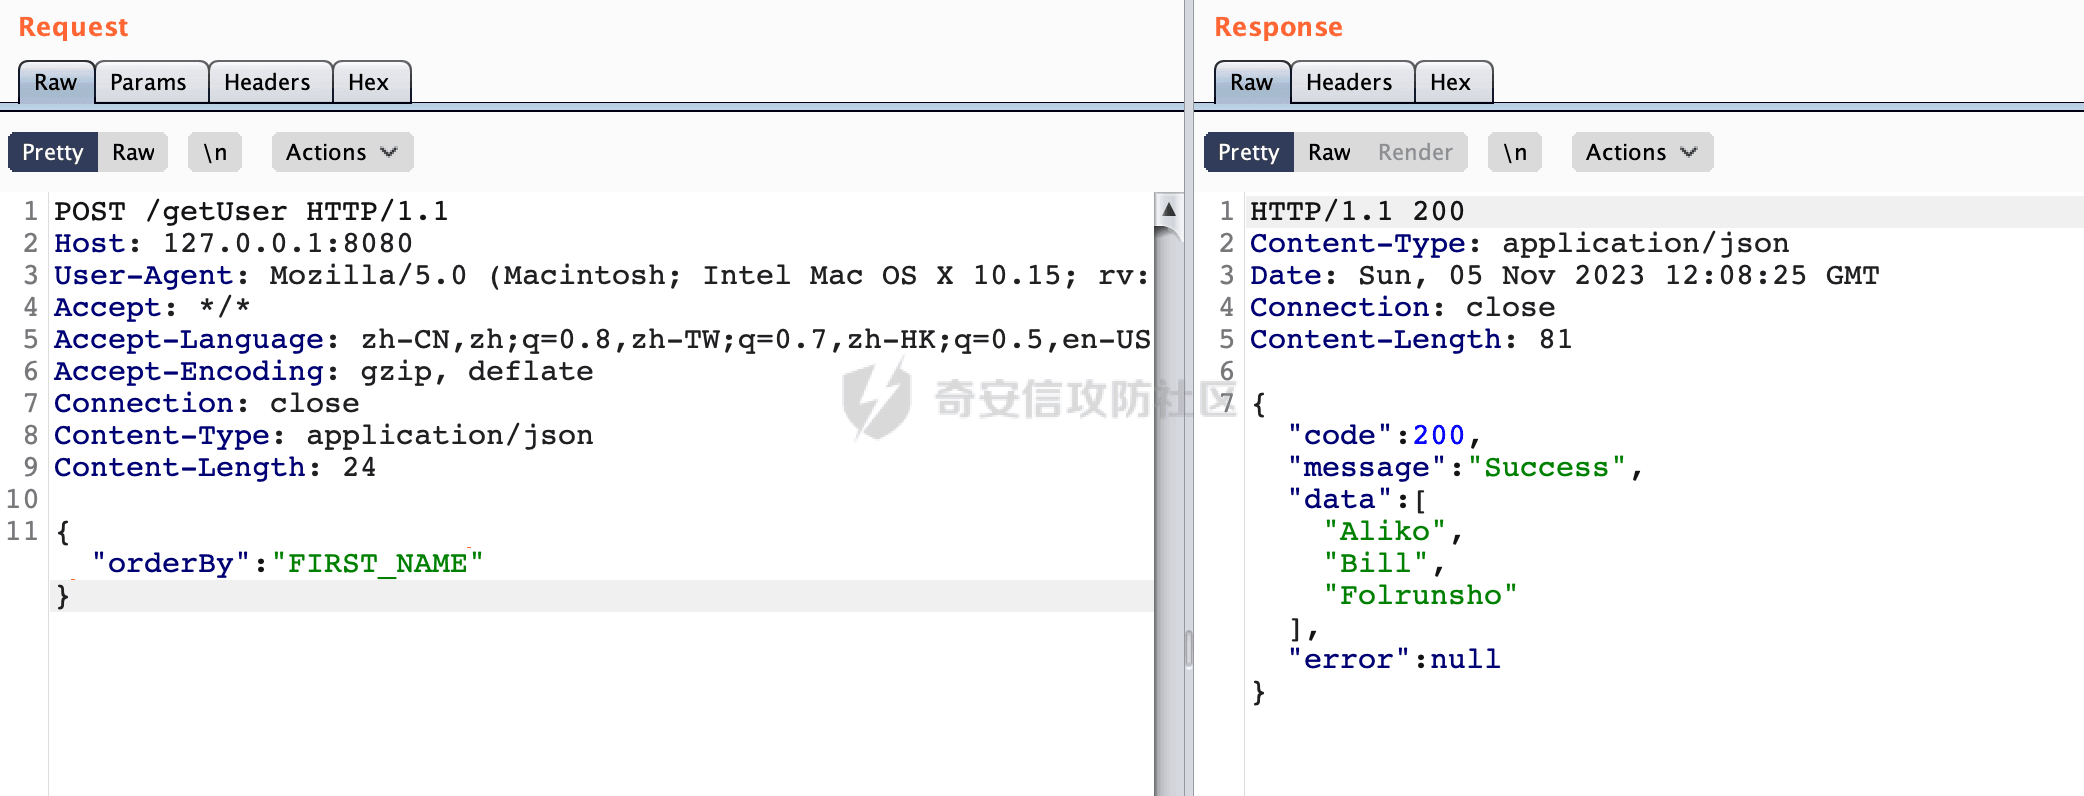 Request
Raw Params Headers Hex
Pretty Raw \n Actions
1 POST /getUser HTTP/1.1
2 Host: 127.0.0.1:8080
3 User-Agent: Mozilla/5.0 (Macintosh; Intel Mac OS X 10.15; rv:
4 Accept: */*
5 Accept-Language: zh-CN,zh;q=0.8,zh-TW;q=0.7,zh-HK;q=0.5,en-US
6 Accept-Encoding: gzip, deflate
7 Connection: close
8 Content-Type: application/json
9 Content-Length: 24
10
11 {
"orderBy":"FIRST_NAME"
}
Response
Raw Headers Hex
Pretty Raw Render \n Actions
1 HTTP/1.1 200
2 Content-Type: application/json
3 Date: Sun, 05 Nov 2023 12:08:25 GMT
4 Connection: close
5 Content-Length: 81
6
7 {
"code":200,
"message":"Success",
"data":[
"Aliko",
"Bill",
"Folrunsho"
],
"error":null
}
奇安信攻防社区